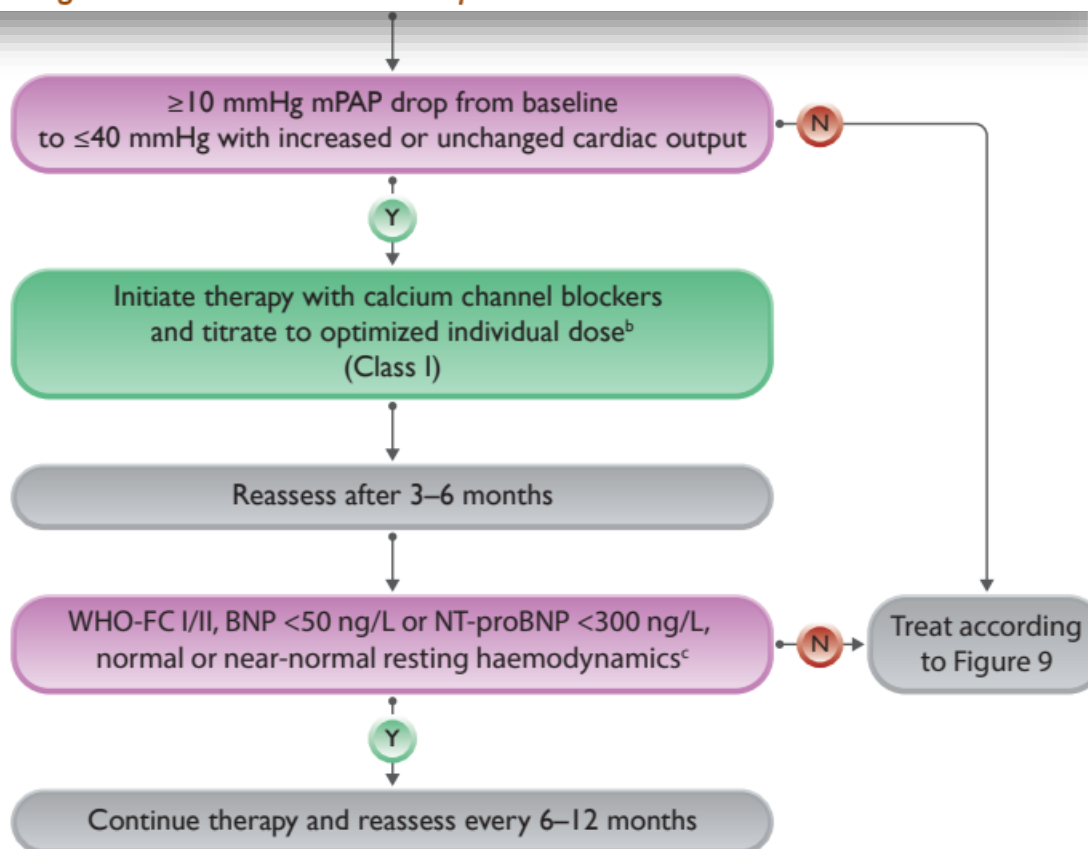 ≥10 mmHg mPAP drop from baseline
to ≤40 mmHg with increased or unchanged cardiac output
N
Y
Initiate therapy with calcium channel blockers
and titrate to optimized individual doseᵇ
(Class I)
Reassess after 3–6 months
WHO-FC I/II, BNP <50 ng/L or NT-proBNP <300 ng/L,
normal or near-normal resting haemodynamicsᶜ
N
Treat according
to Figure 9
Y
Continue therapy and reassess every 6–12 months